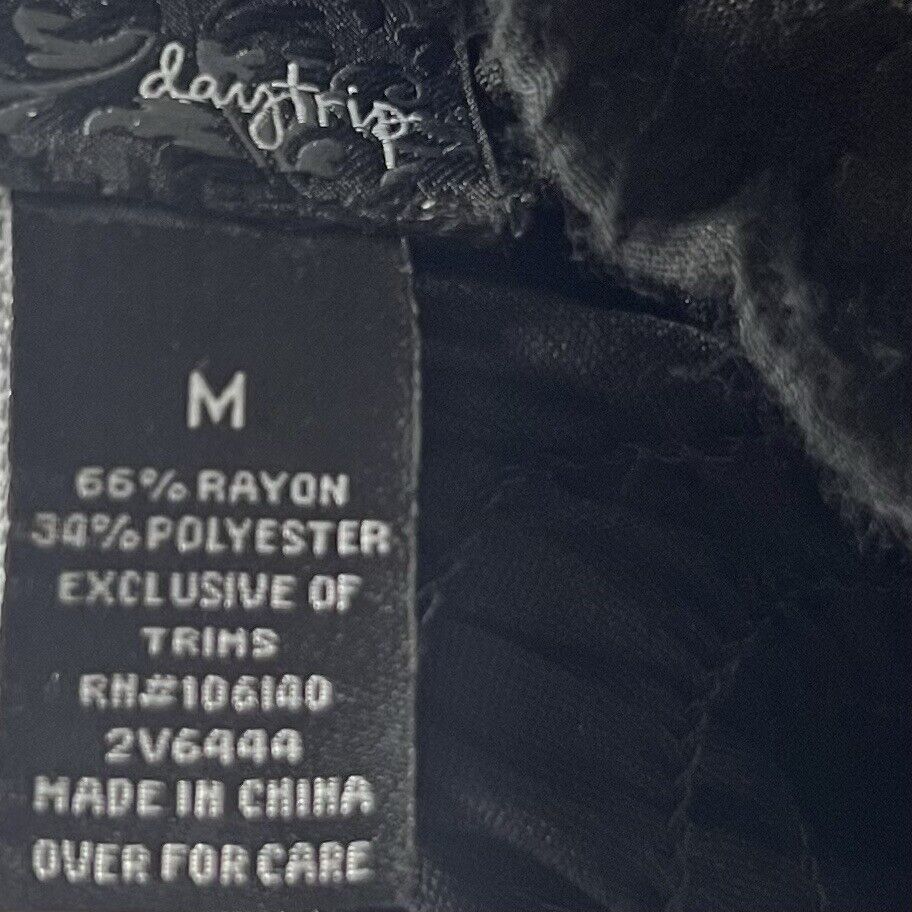 daytrip
M
66% RAYON
34% POLYESTER
EXCLUSIVE OF
TRIMS
RN#106140
2V6444
MADE IN CHINA
OVER FOR CARE